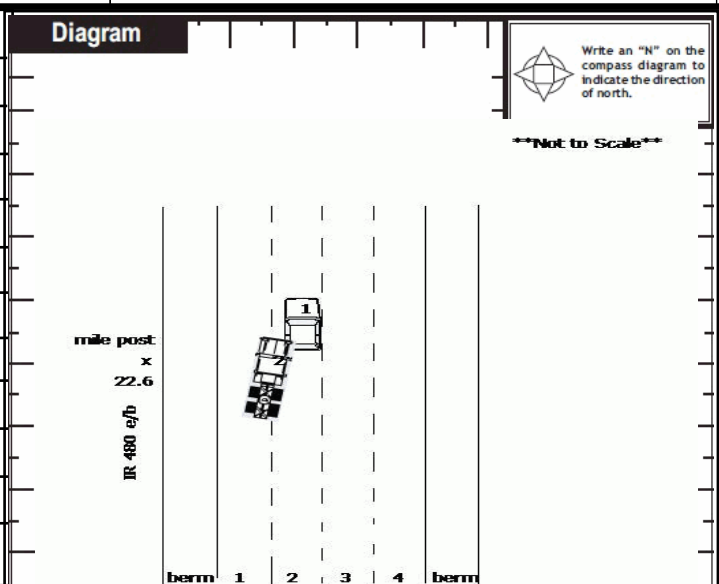 Diagram
Write an "N" on the
compass diagram to
indicate the direction
of north.
**Not to Scale**
1
2
mile post
x
22.6
IR 480 e/b
berm 1 2 3 4 berm